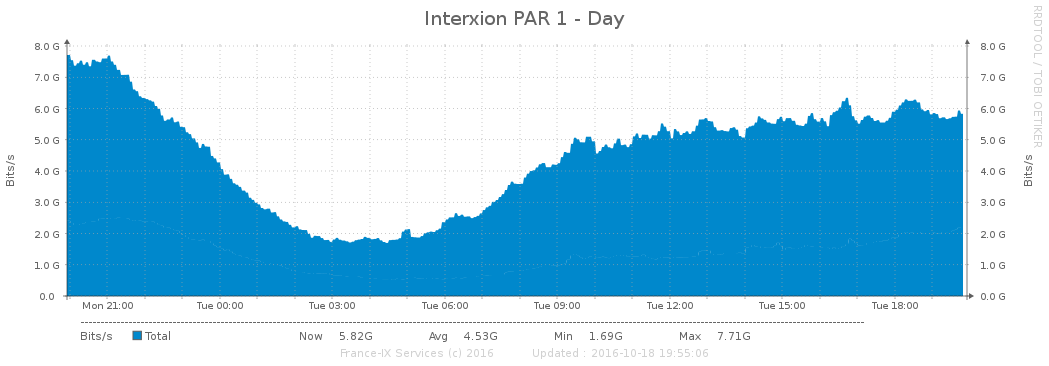 Interxion PAR 1 - Day
RRDTOOL / TOBI OETIKER
Bits/s
8.0 G 8.0 G
7.0 G 7.0 G
6.0 G 6.0 G
5.0 G 5.0 G
4.0 G 4.0 G
3.0 G 3.0 G
2.0 G 2.0 G
1.0 G 1.0 G
0.0 0.0 G
Bits/s
Mon 21:00 Tue 00:00 Tue 03:00 Tue 06:00 Tue 09:00 Tue 12:00 Tue 15:00 Tue 18:00
Bits/s Total Now 5.82G Avg 4.53G Min 1.69G Max 7.71G
France-IX Services (c) 2016 Updated : 2016-10-18 19:55:06